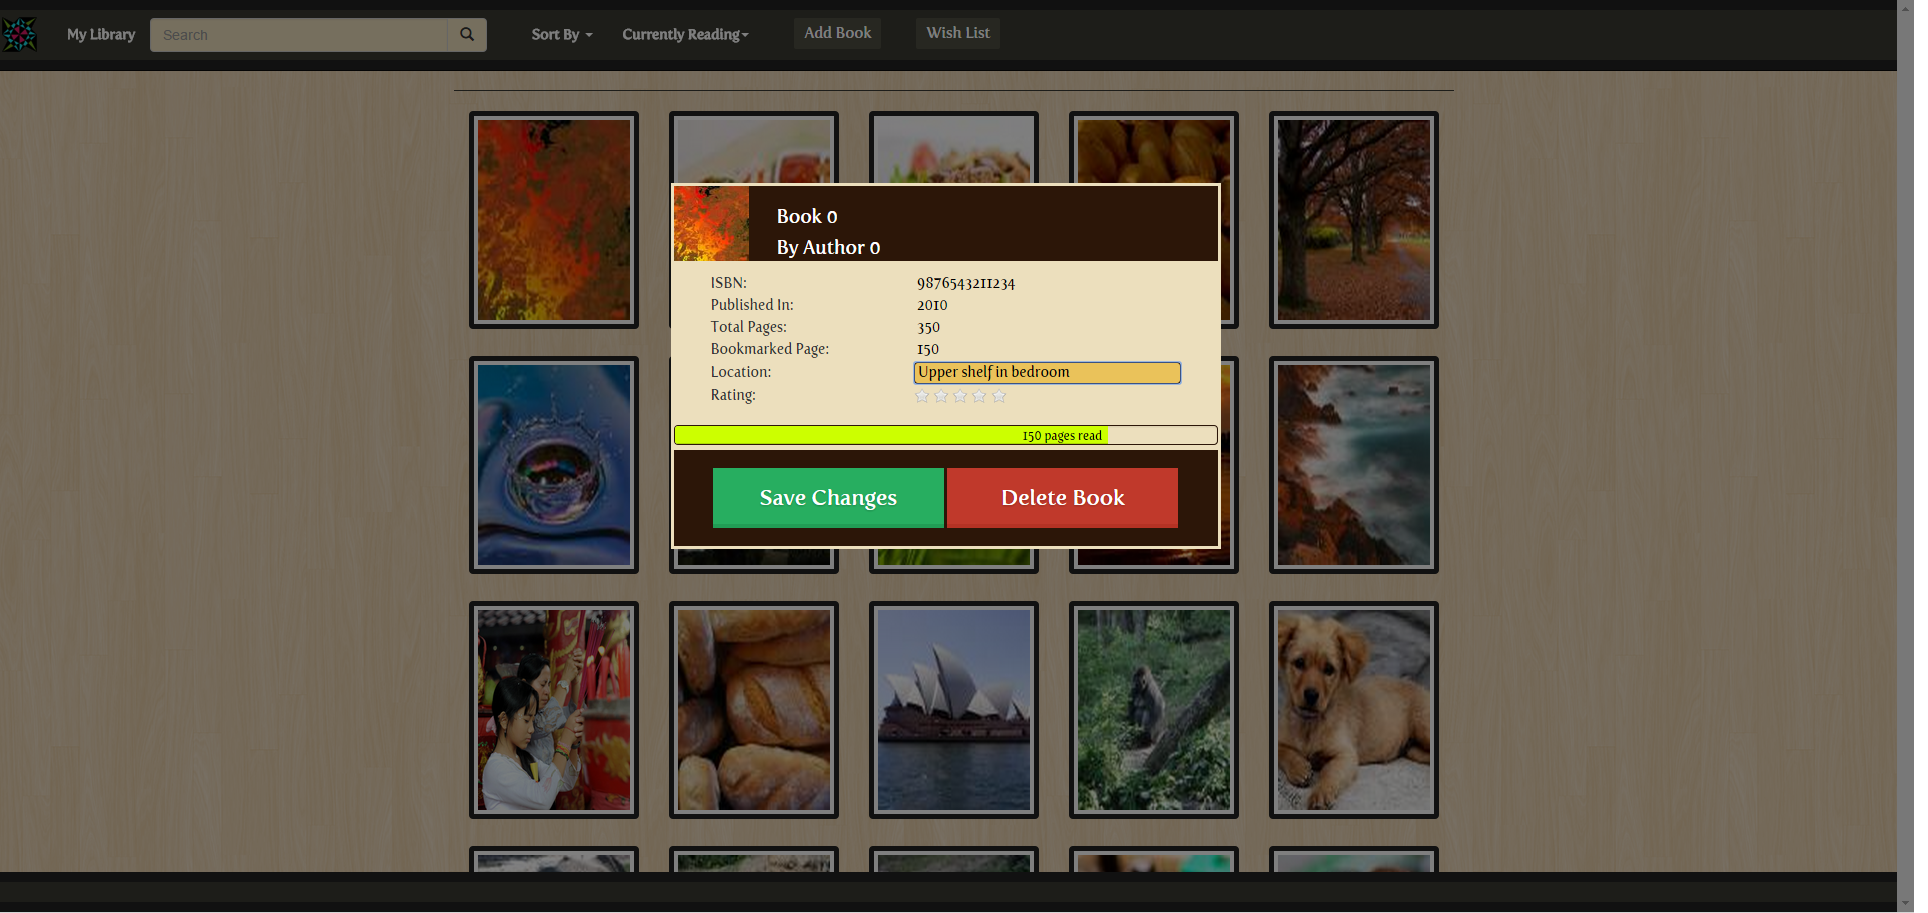 My Library
Search
Sort By
Currently Reading
Add Book
Wish List
Book 0
By Author 0
ISBN: 9876543211234
Published In: 2010
Total Pages: 350
Bookmarked Page: 150
Location: Upper shelf in bedroom
Rating:
150 pages read
Save Changes
Delete Book